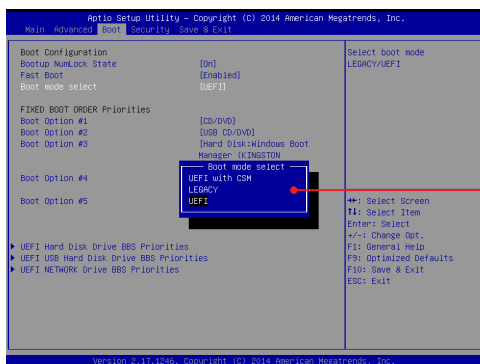 Aptio Setup Utility – Copyright (C) 2014 American Megatrends, Inc.
Main Advanced Boot Security Save & Exit
Boot Configuration
Bootup NumLock State [On]
Fast Boot [Enabled]
Boot mode select [UEFI]
FIXED BOOT ORDER Priorities
Boot Option #1 [CD/DVD]
Boot Option #2 [USB CD/DVD]
Boot Option #3 [Hard Disk:Windows Boot
Manager (KINGSTON
Boot Option #4
Boot Option #5
Boot mode select
UEFI with CSM
LEGACY
UEFI
▶ UEFI Hard Disk Drive BBS Priorities
▶ UEFI USB Hard Disk Drive BBS Priorities
▶ UEFI NETWORK Drive BBS Priorities
Select boot mode
LEGACY/UEFI
→←: Select Screen
↑↓: Select Item
Enter: Select
+/-: Change Opt.
F1: General Help
F9: Optimized Defaults
F10: Save & Exit
ESC: Exit
Version 2.17.1246. Copyright (C) 2014 American Megatrends, Inc.